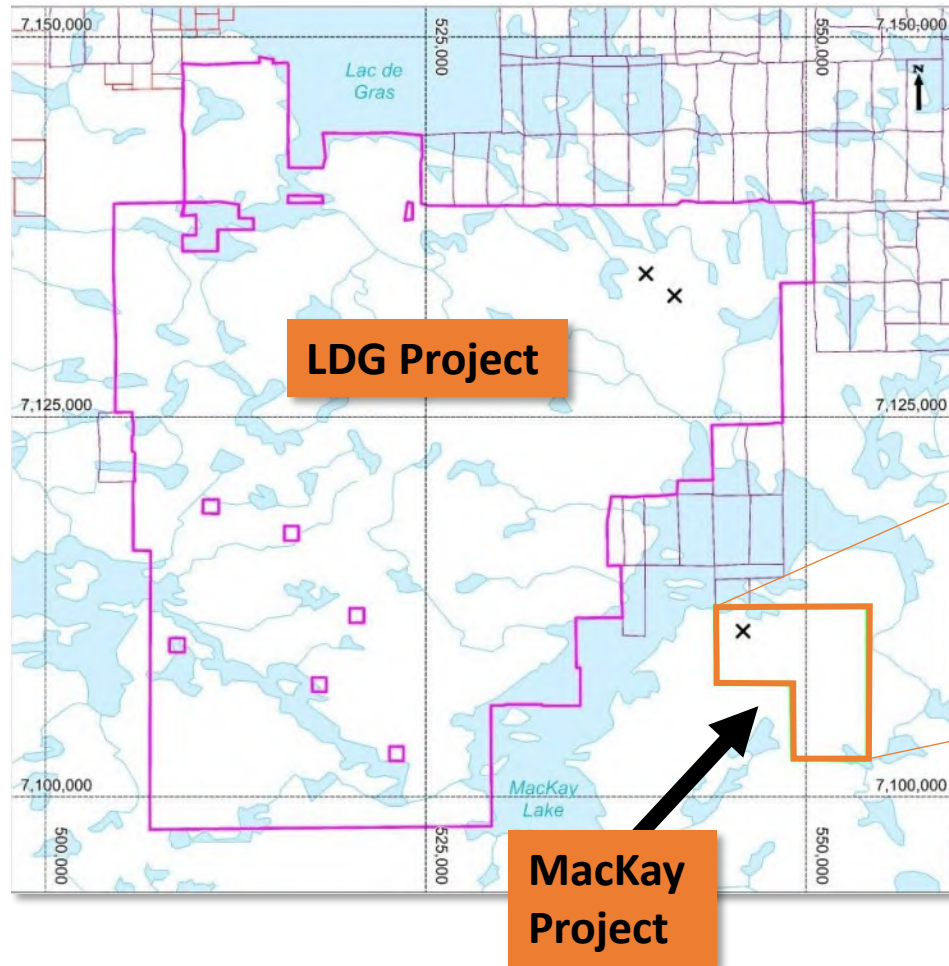 7,150,000
525,000
550,000
7,150,000
Lac de
Gras
N
LDG Project
7,125,000
7,125,000
7,100,000
7,100,000
MacKay
Lake
500,000
525,000
550,000
MacKay
Project